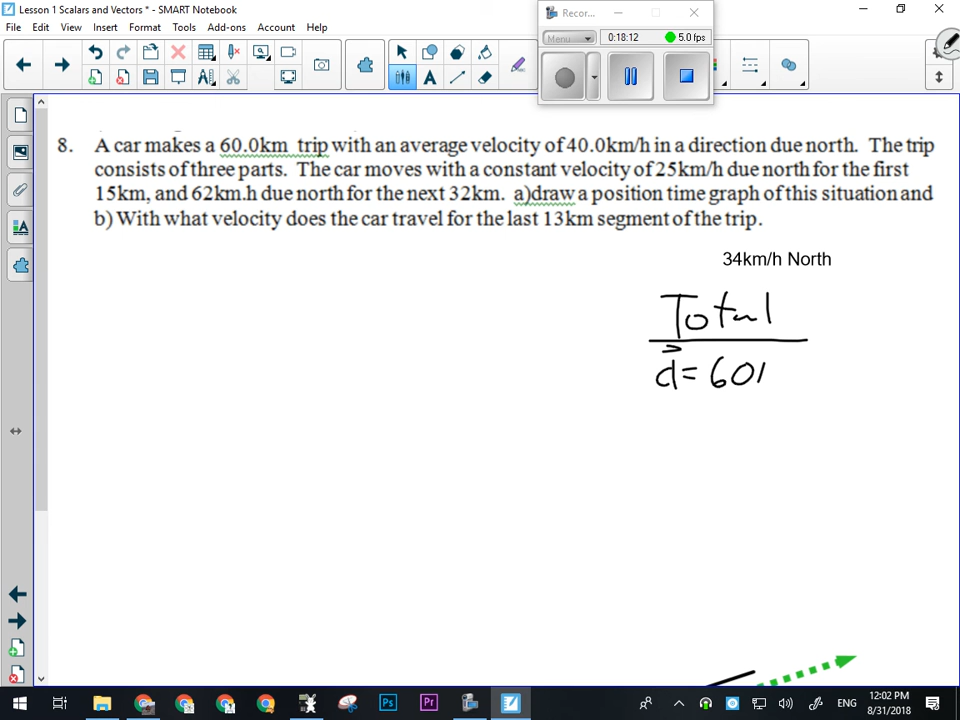 Lesson 1 Scalars and Vectors * - SMART Notebook
Recor...
File Edit View Insert Format Tools Add-ons Account Help
Menu
0:18:12
5.0 fps
8. A car makes a 60.0km trip with an average velocity of 40.0km/h in a direction due north. The trip
consists of three parts. The car moves with a constant velocity of 25km/h due north for the first
15km, and 62km.h due north for the next 32km. a)draw a position time graph of this situation and
b) With what velocity does the car travel for the last 13km segment of the trip.
34km/h North
Total
d= 60
Ps
Pr
ENG
12:02 PM
8/31/2018